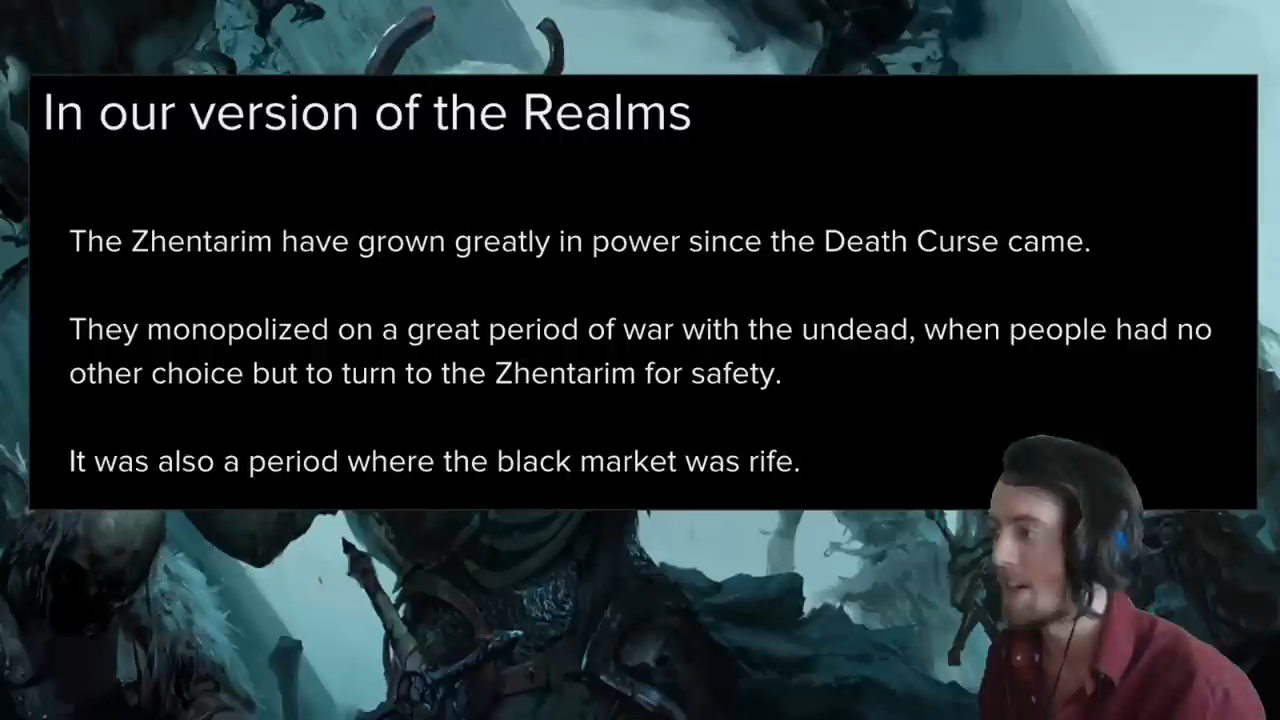 In our version of the Realms
The Zhentarim have grown greatly in power since the Death Curse came.
They monopolized on a great period of war with the undead, when people had no
other choice but to turn to the Zhentarim for safety.
It was also a period where the black market was rife.